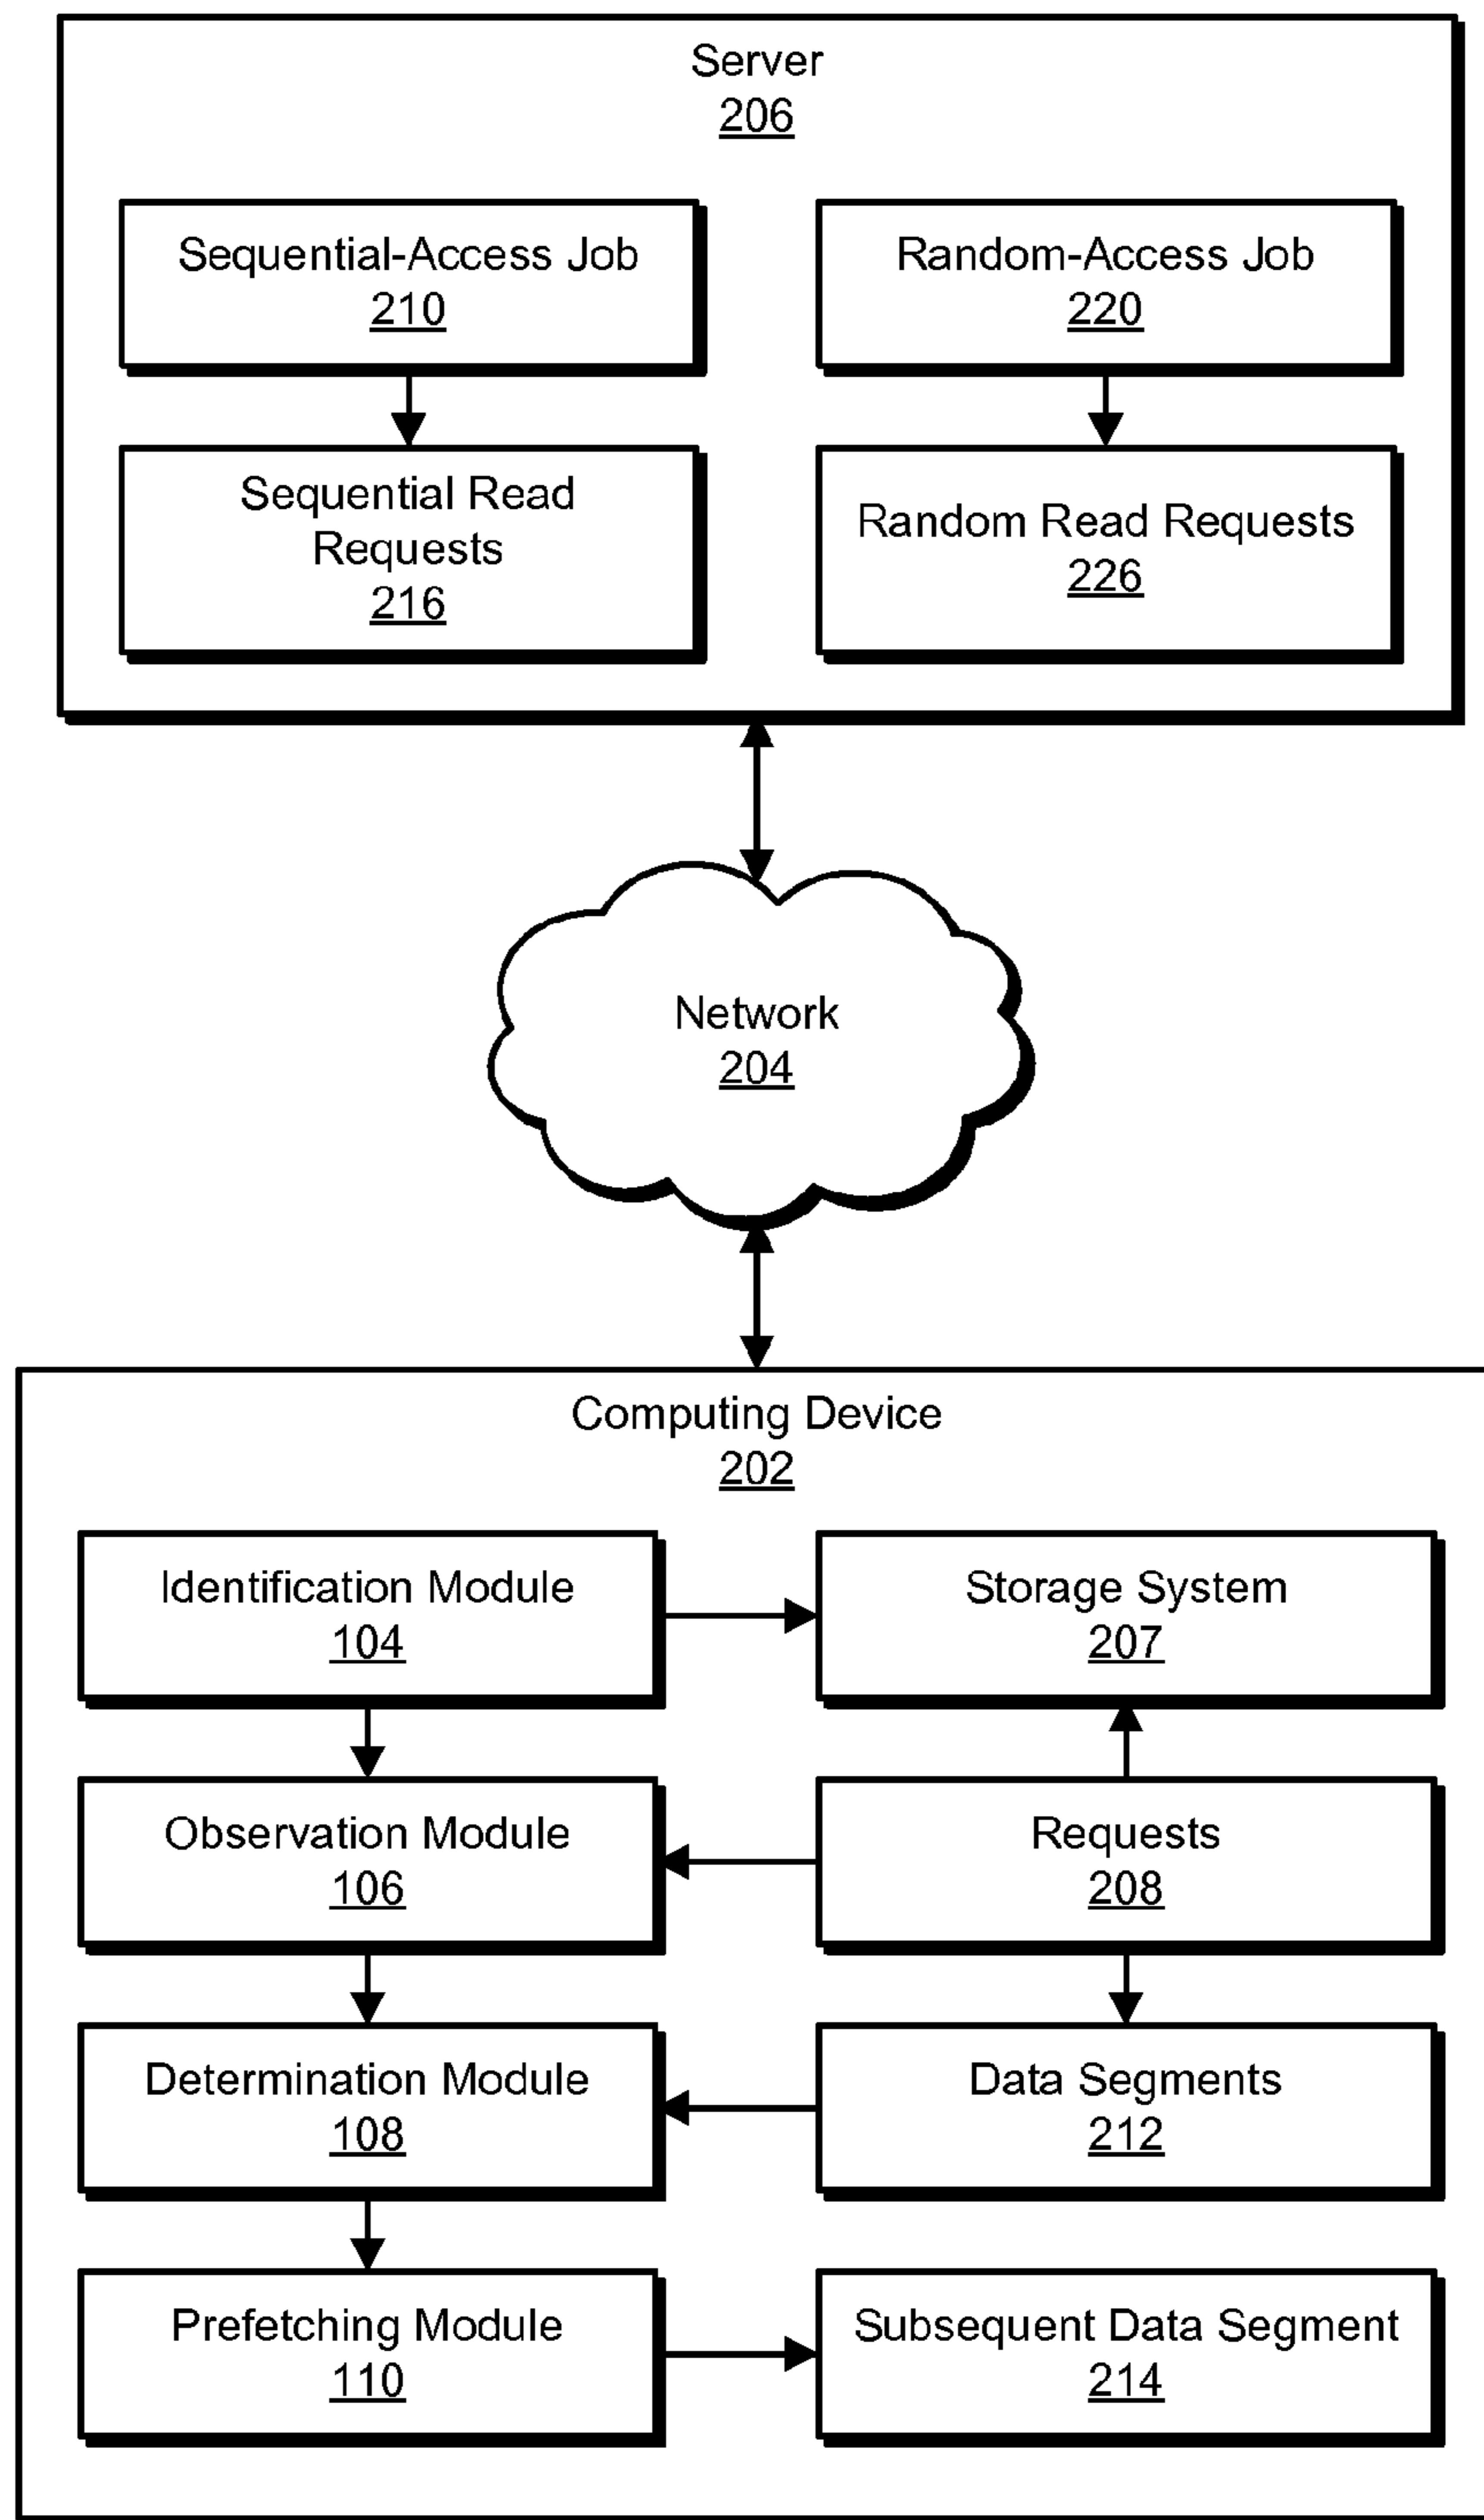 Server
206
Sequential-Access Job
210
Random-Access Job
220
Sequential Read
Requests
216
Random Read Requests
226
Network
204
Computing Device
202
Identification Module
104
Storage System
207
Observation Module
106
Requests
208
Determination Module
108
Data Segments
212
Prefetching Module
110
Subsequent Data Segment
214